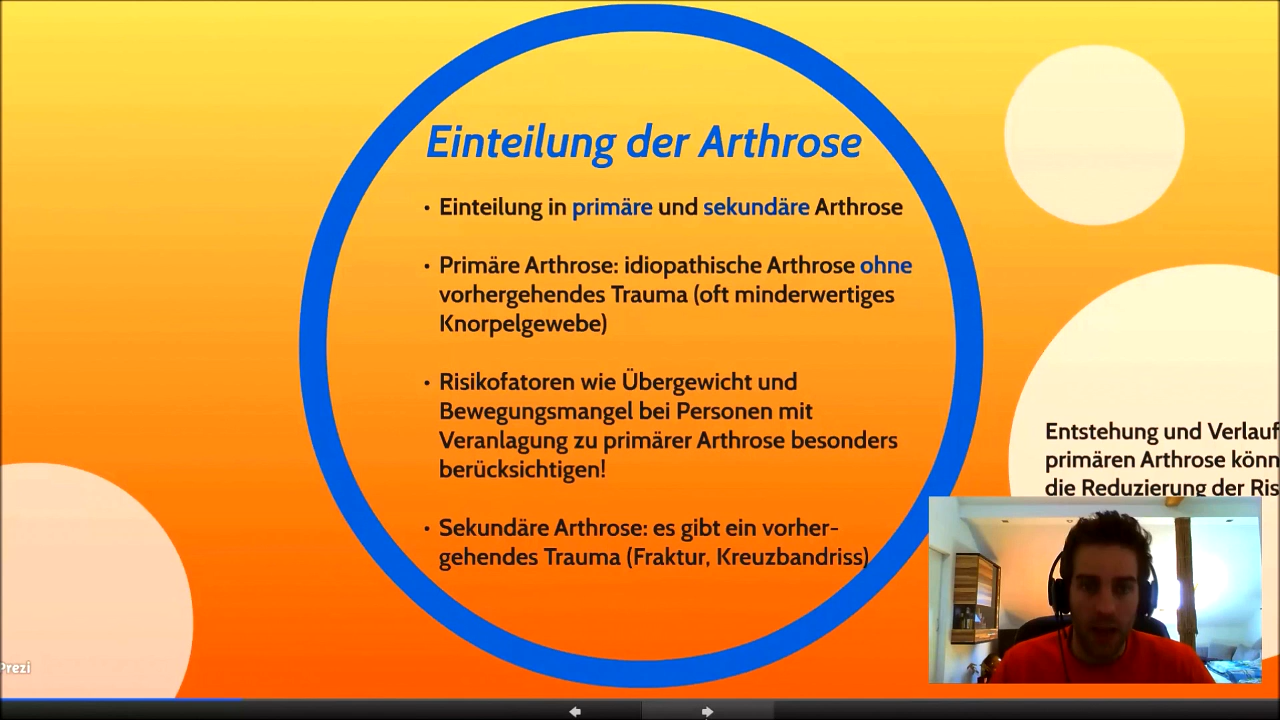 Einteilung der Arthrose
• Einteilung in primäre und sekundäre Arthrose
• Primäre Arthrose: idiopathische Arthrose ohne
vorhergehendes Trauma (oft minderwertiges
Knorpelgewebe)
• Risikofatoren wie Übergewicht und
Bewegungsmangel bei Personen mit
Veranlagung zu primärer Arthrose besonders
berücksichtigen!
• Sekundäre Arthrose: es gibt ein vorher-
gehendes Trauma (Fraktur, Kreuzbandriss)
Entstehung und Verlauf
primären Arthrose könn
die Reduzierung der Ris
Prezi